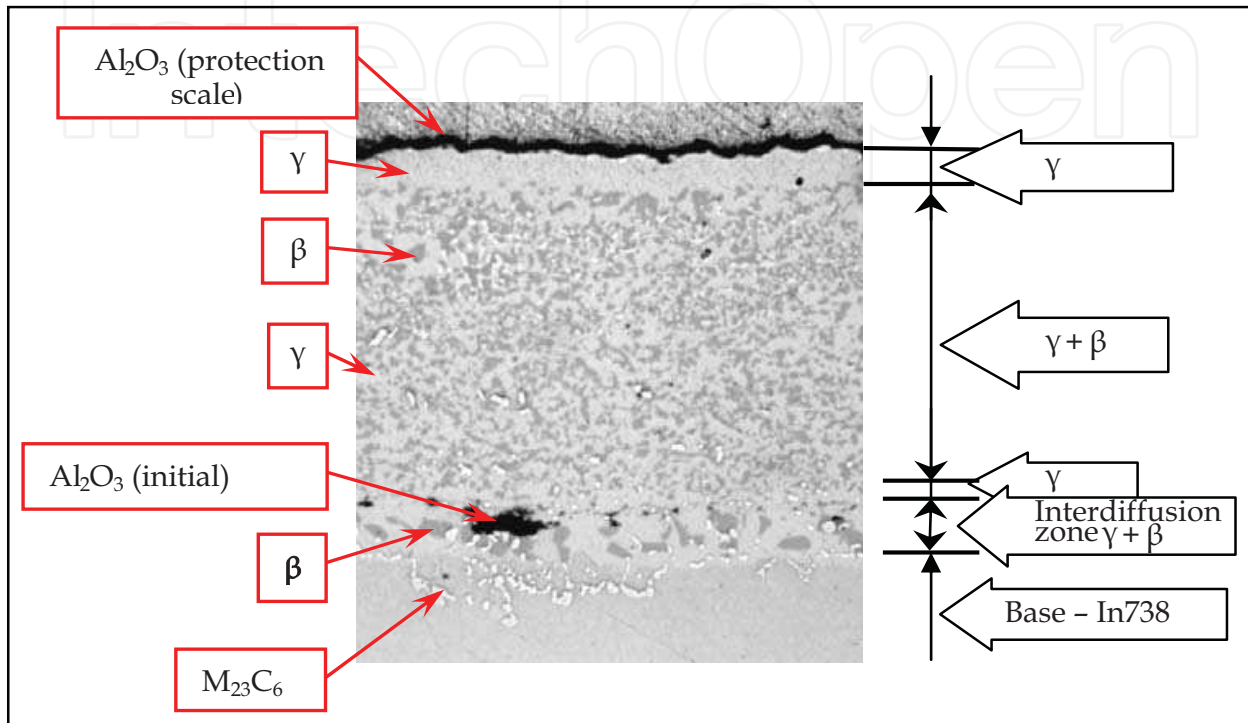 IntechOpen
Al₂O₃ (protection
scale)
γ
β
γ
Al₂O₃ (initial)
β
M₂₃C₆
γ
γ + β
γ
Interdiffusion
zone γ + β
Base – In738